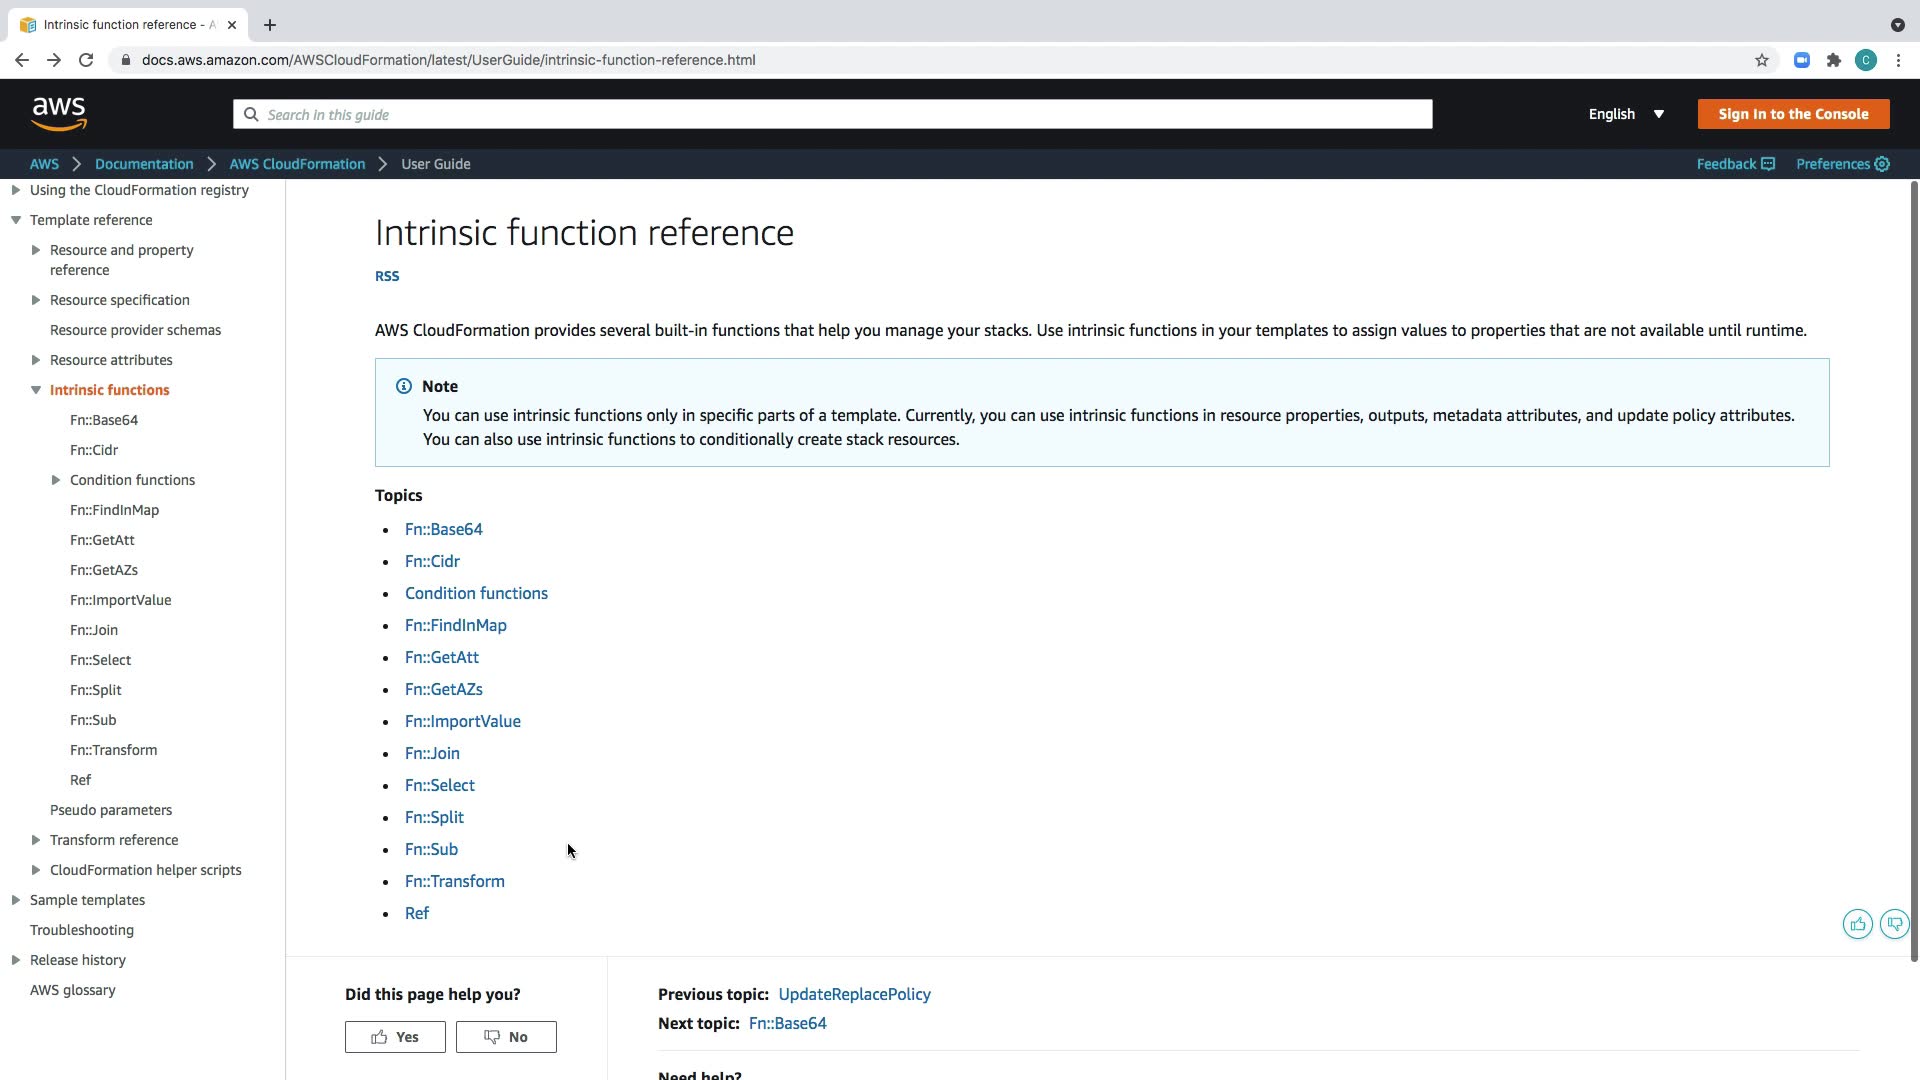 Intrinsic function reference - A
docs.aws.amazon.com/AWSCloudFormation/latest/UserGuide/intrinsic-function-reference.html
C
aws
Search in this guide
English
Sign In to the Console
AWS
Documentation
AWS CloudFormation
User Guide
Feedback
Preferences
Using the CloudFormation registry
Template reference
Resource and property
reference
Resource specification
Resource provider schemas
Resource attributes
Intrinsic functions
Fn::Base64
Fn::Cidr
Condition functions
Fn::FindInMap
Fn::GetAtt
Fn::GetAZs
Fn::ImportValue
Fn::Join
Fn::Select
Fn::Split
Fn::Sub
Fn::Transform
Ref
Pseudo parameters
Transform reference
CloudFormation helper scripts
Sample templates
Troubleshooting
Release history
AWS glossary
Intrinsic function reference
RSS
AWS CloudFormation provides several built-in functions that help you manage your stacks. Use intrinsic functions in your templates to assign values to properties that are not available until runtime.
Note
You can use intrinsic functions only in specific parts of a template. Currently, you can use intrinsic functions in resource properties, outputs, metadata attributes, and update policy attributes.
You can also use intrinsic functions to conditionally create stack resources.
Topics
Fn::Base64
Fn::Cidr
Condition functions
Fn::FindInMap
Fn::GetAtt
Fn::GetAZs
Fn::ImportValue
Fn::Join
Fn::Select
Fn::Split
Fn::Sub
Fn::Transform
Ref
Did this page help you?
Yes
No
Previous topic: UpdateReplacePolicy
Next topic: Fn::Base64
Need help?